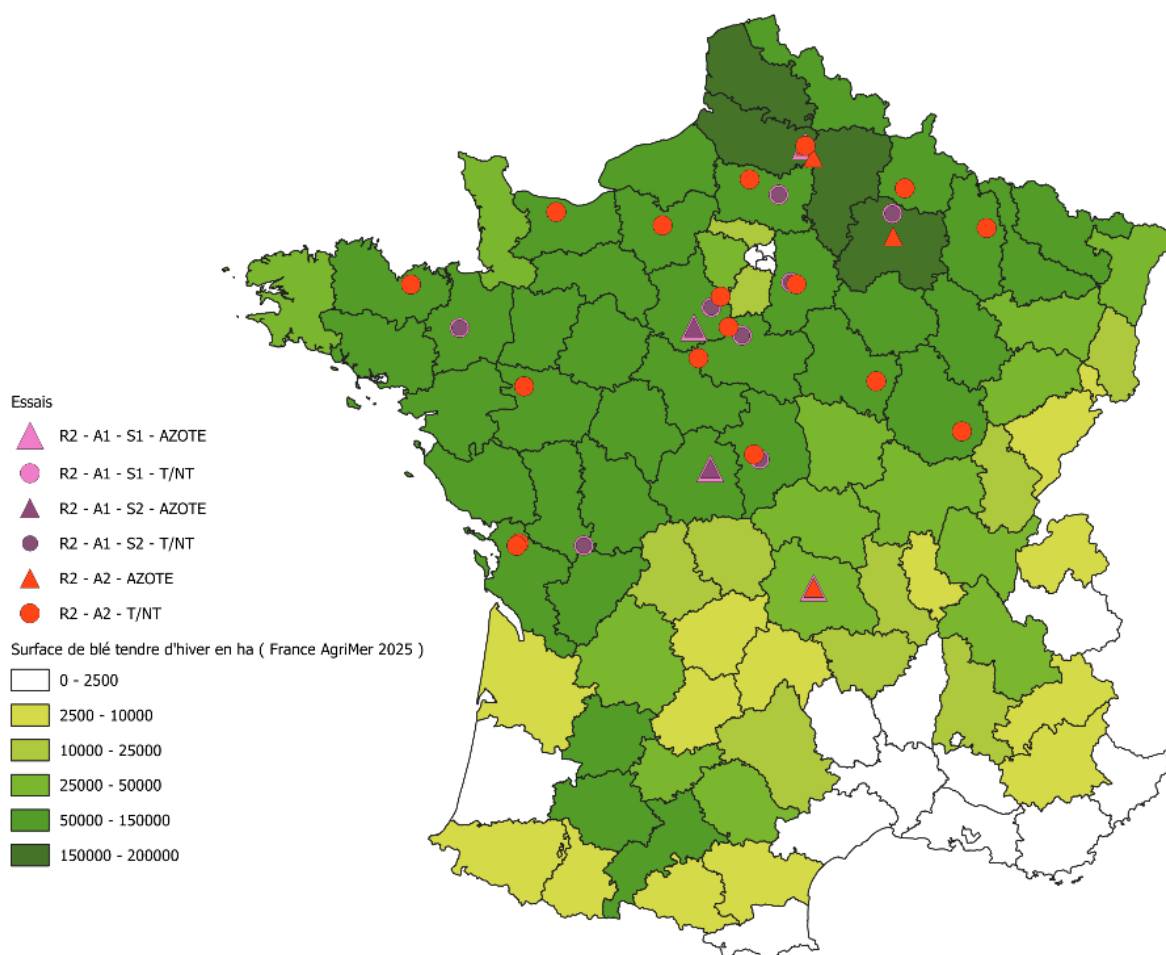 Essais
R2 - A1 - S1 - AZOTE
R2 - A1 - S1 - T/NT
R2 - A1 - S2 - AZOTE
R2 - A1 - S2 - T/NT
R2 - A2 - AZOTE
R2 - A2 - T/NT
Surface de blé tendre d'hiver en ha ( France AgriMer 2025 )
0 - 2500
2500 - 10000
10000 - 25000
25000 - 50000
50000 - 150000
150000 - 200000